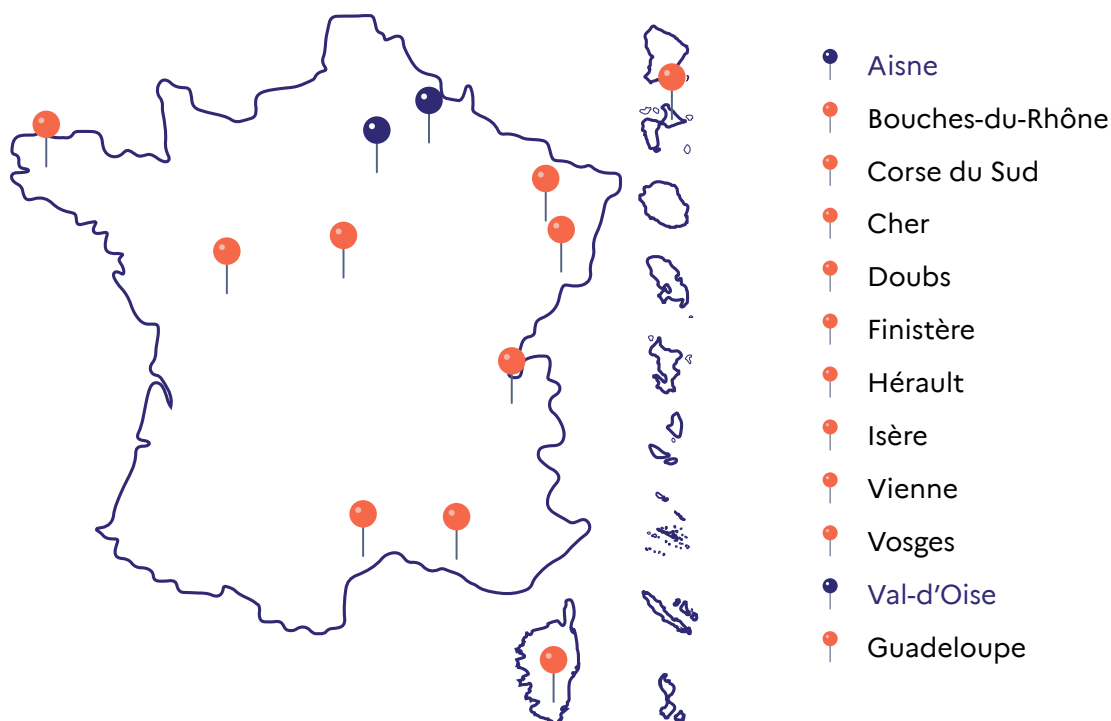 Aisne
Bouches-du-Rhône
Corse du Sud
Cher
Doubs
Finistère
Hérault
Isère
Vienne
Vosges
Val-d’Oise
Guadeloupe